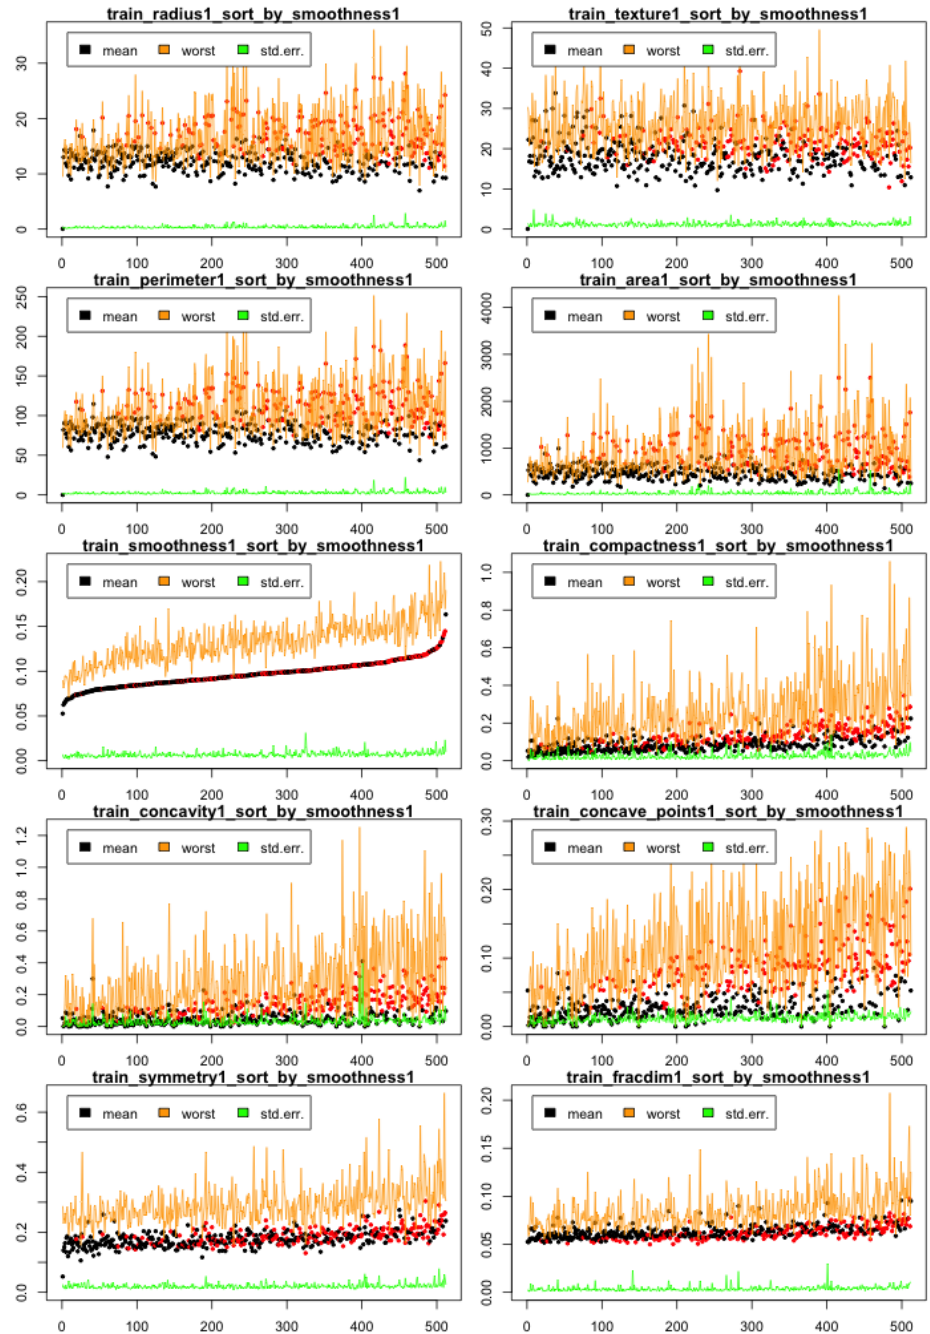 train_radius1_sort_by_smoothness1
mean worst std.err.
0 10 20 30
0 100 200 300 400 500
train_texture1_sort_by_smoothness1
mean worst std.err.
0 10 20 30 40 50
0 100 200 300 400 500
train_perimeter1_sort_by_smoothness1
mean worst std.err.
0 50 100 150 200 250
0 100 200 300 400 500
train_area1_sort_by_smoothness1
mean worst std.err.
0 1000 2000 3000 4000
0 100 200 300 400 500
train_smoothness1_sort_by_smoothness1
mean worst std.err.
0.00 0.05 0.10 0.15 0.20
0 100 200 300 400 500
train_compactness1_sort_by_smoothness1
mean worst std.err.
0.0 0.2 0.4 0.6 0.8 1.0
0 100 200 300 400 500
train_concavity1_sort_by_smoothness1
mean worst std.err.
0.0 0.2 0.4 0.6 0.8 1.0 1.2
0 100 200 300 400 500
train_concave_points1_sort_by_smoothness1
mean worst std.err.
0.00 0.10 0.20 0.30
0 100 200 300 400 500
train_symmetry1_sort_by_smoothness1
mean worst std.err.
0.0 0.2 0.4 0.6
0 100 200 300 400 500
train_fracdim1_sort_by_smoothness1
mean worst std.err.
0.00 0.05 0.10 0.15 0.20
0 100 200 300 400 500